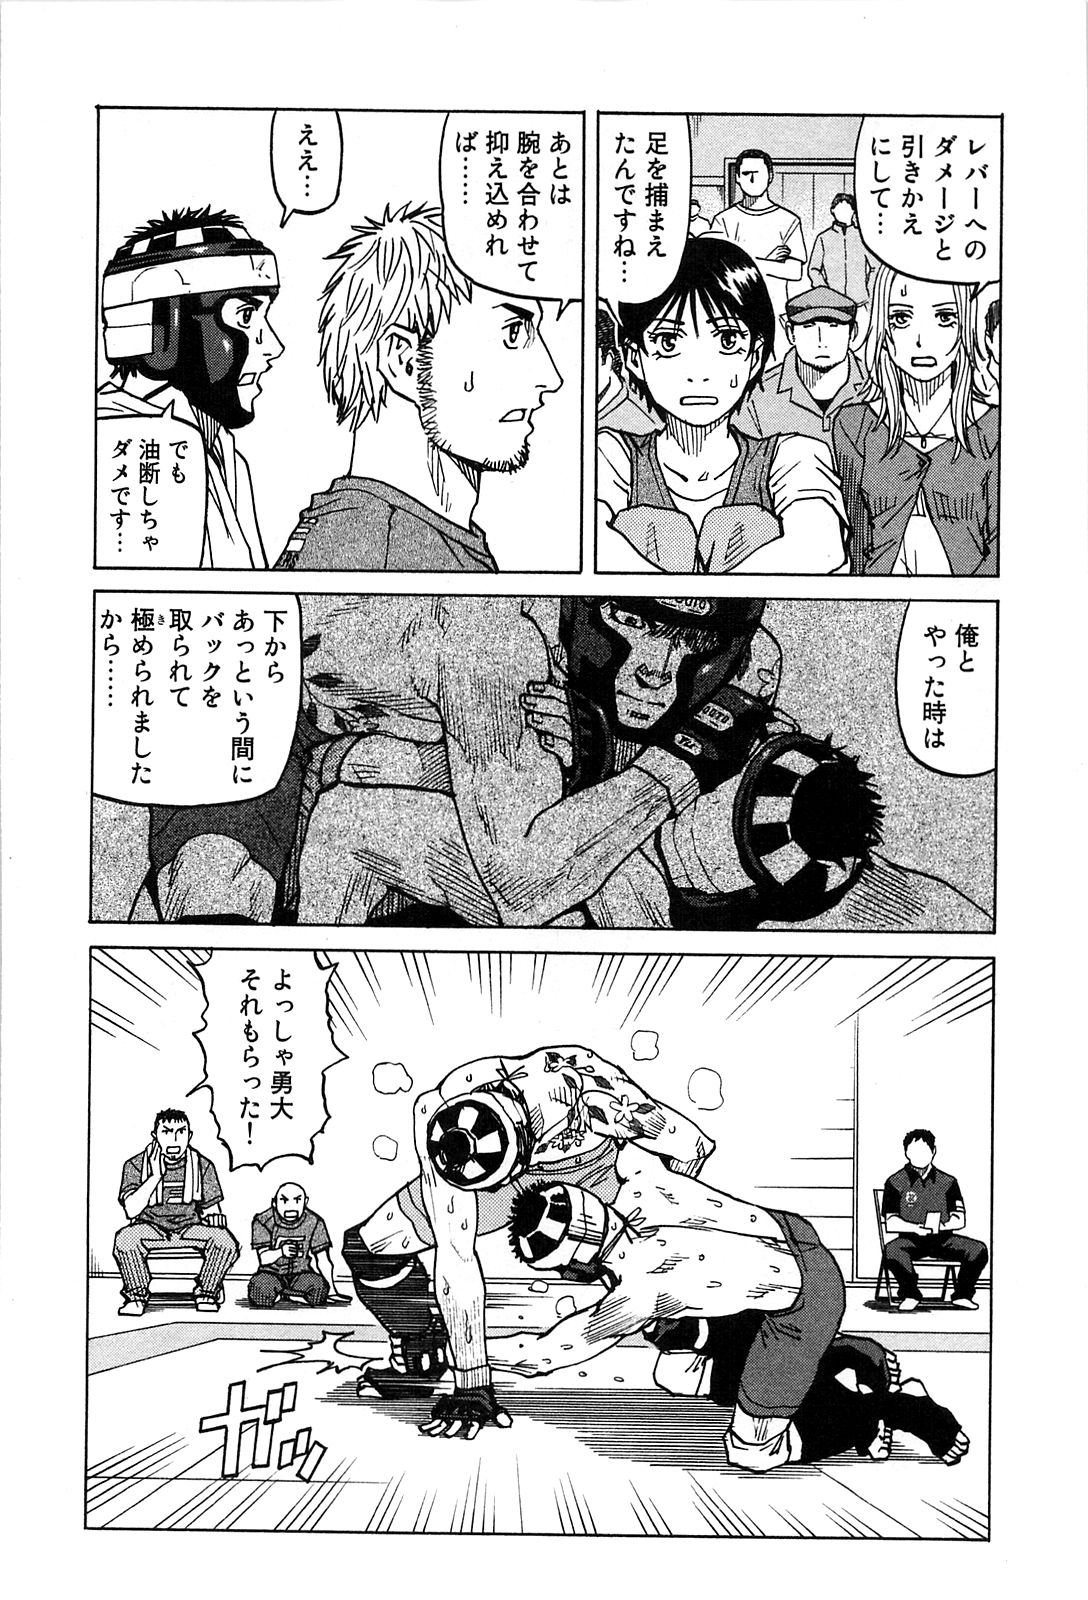 レバーへの
ダメージと
引きかえ
にして…
足を捕まえ
たんですね…
あとは
腕を合わせて
抑え込めれ
ば……
ええ…
でも
油断しちゃ
ダメです…
俺と
やった時は
下から
あっという間に
バックを
取られて
極められました
き
から……
よっしゃ勇大
それもらった！
ガッ